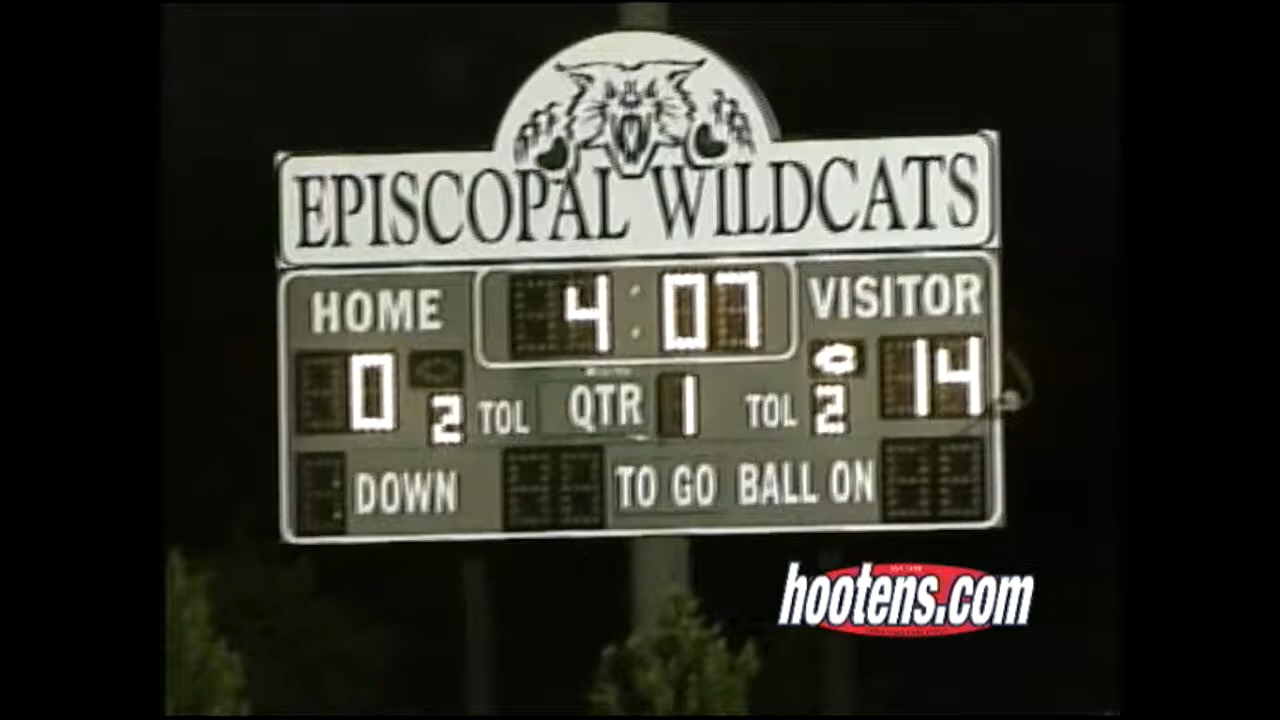 EPISCOPAL WILDCATS
HOME 4:07 VISITOR
0 14
2 TOL QTR 1 TOL 2
DOWN TO GO BALL ON
hootens.com